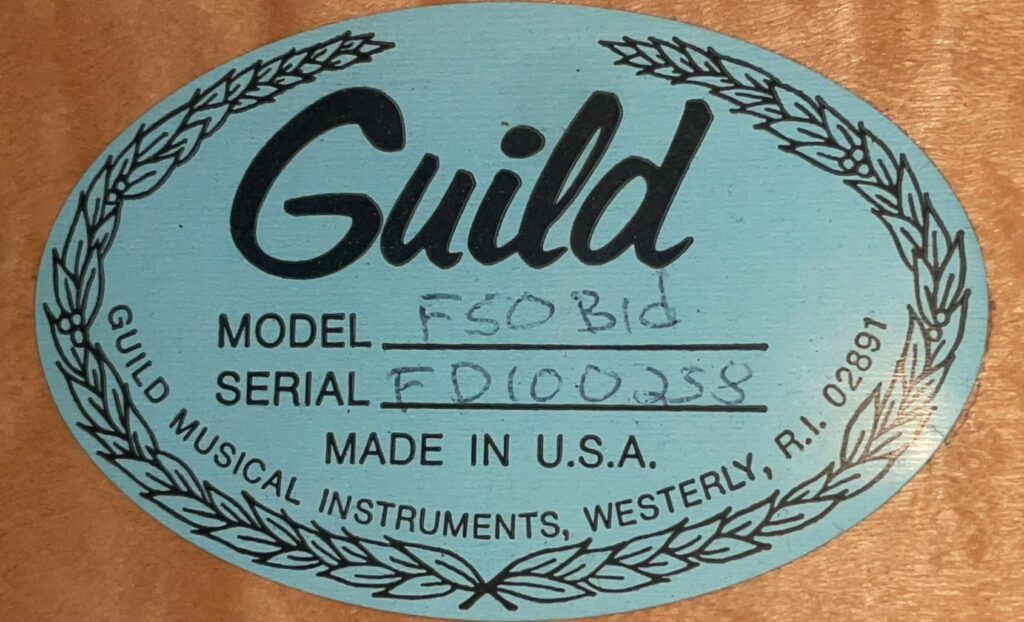 Guild
MODEL F50 Bld
SERIAL FD100258
MADE IN U.S.A.
GUILD MUSICAL INSTRUMENTS, WESTERLY, R.I. 02891